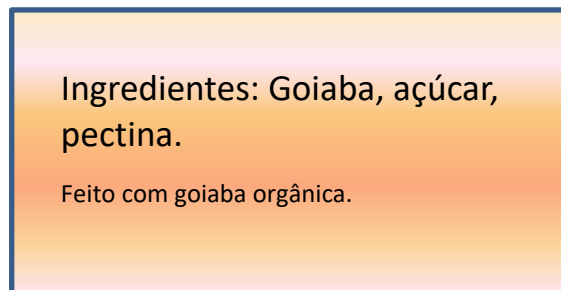 Ingredientes: Goiaba, açúcar,
pectina.
Feito com goiaba orgânica.